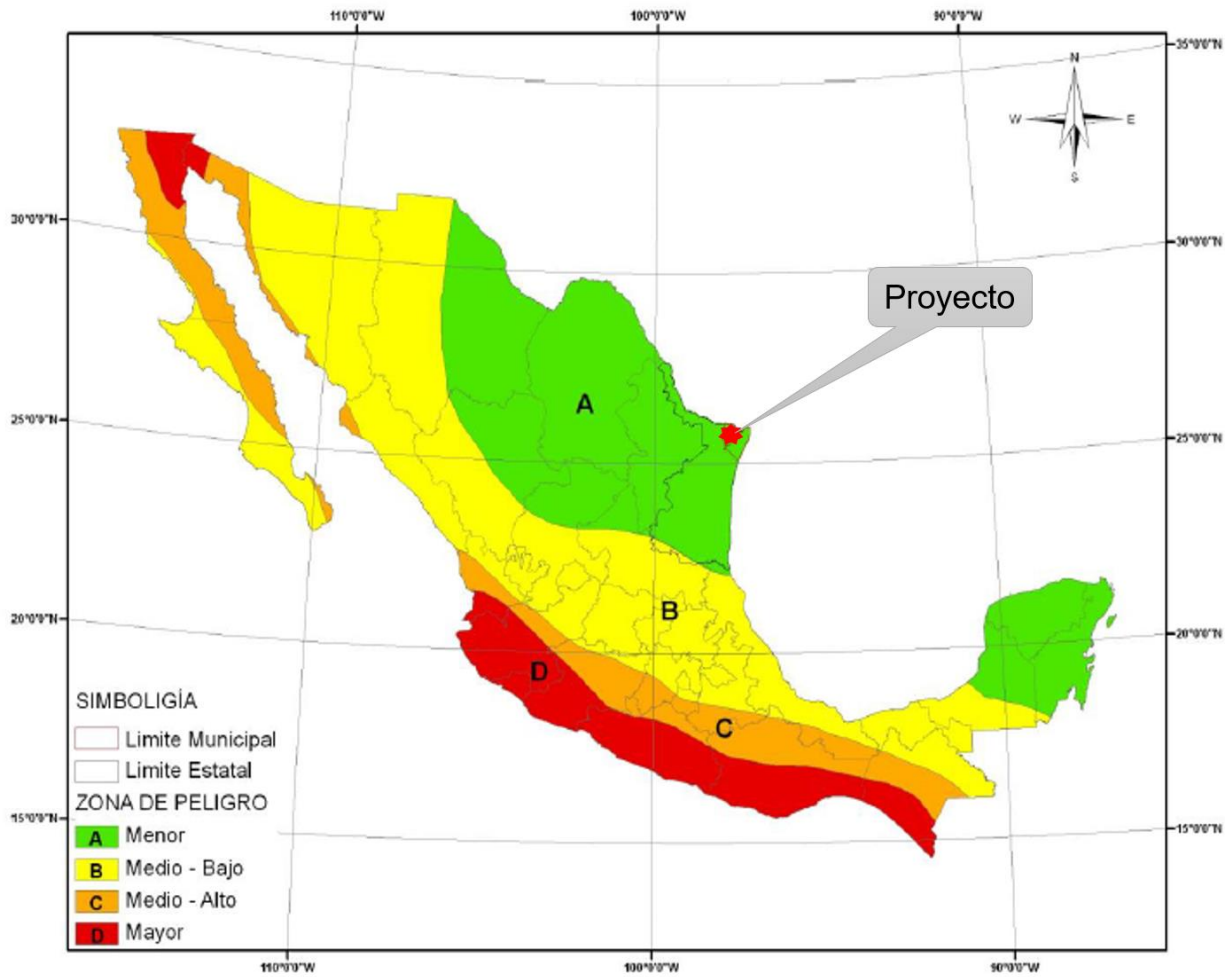 110°0'0"W 100°0'0"W 90°0'0"W
35°0'0"N
N
W E
S
30°0'0"N 30°0'0"N
Proyecto
A
25°0'0"N 25°0'0"N
B
20°0'0"N 20°0'0"N
D
C
SIMBOLIGÍA
Limite Municipal
Limite Estatal
ZONA DE PELIGRO
15°0'0"N 15°0'0"N
A Menor
B Medio - Bajo
C Medio - Alto
D Mayor
110°0'0"W 100°0'0"W 90°0'0"W